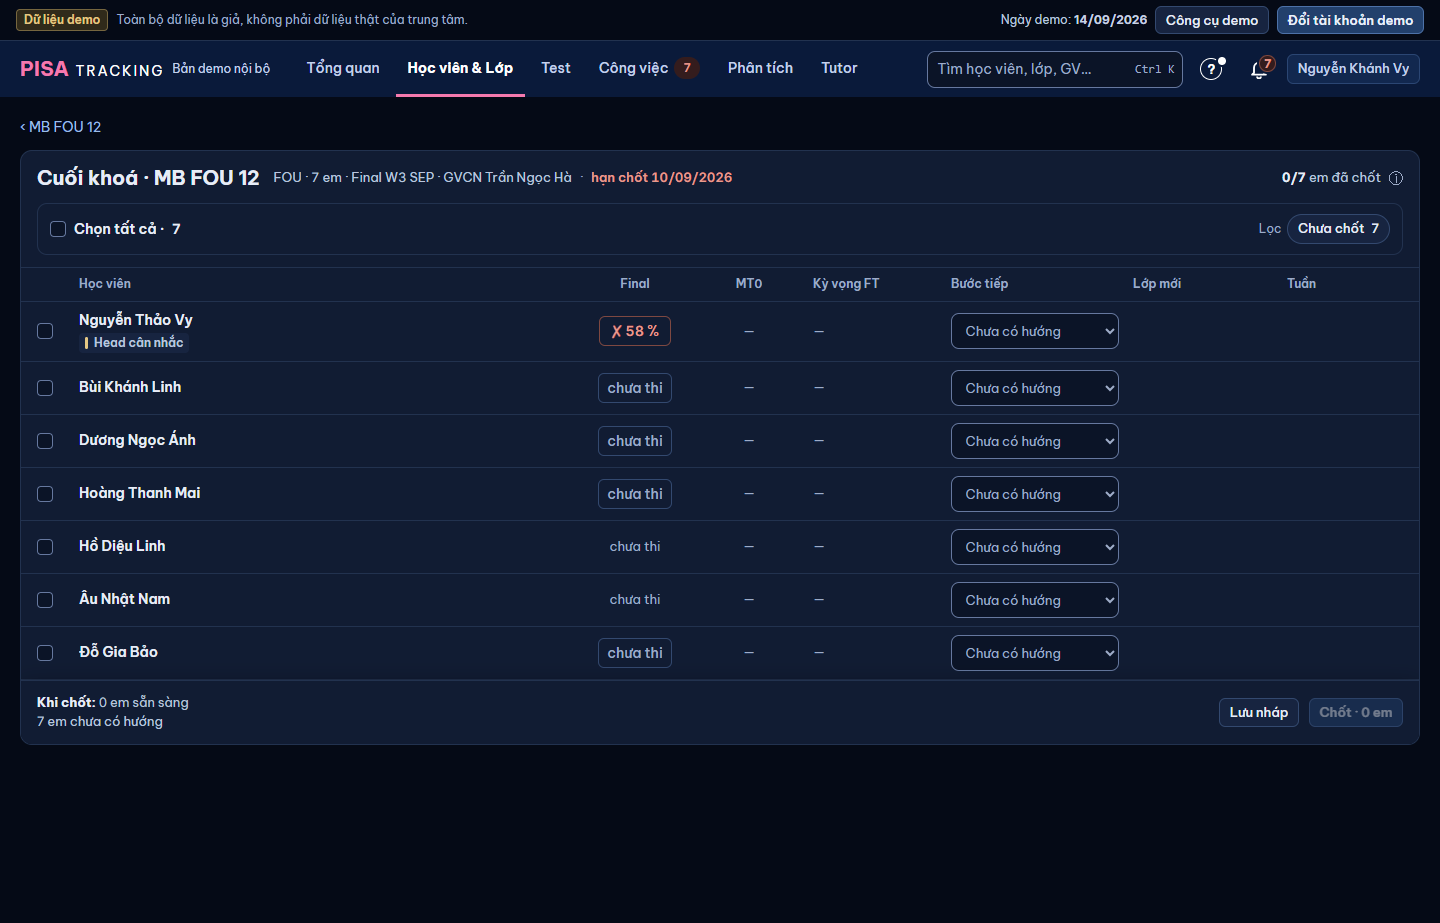 Dữ liệu demo Toàn bộ dữ liệu là giả, không phải dữ liệu thật của trung tâm. Ngày demo: 14/09/2026 Công cụ demo Đổi tài khoản demo
PISA TRACKING Bản demo nội bộ Tổng quan Học viên & Lớp Test Công việc 7 Phân tích Tutor Tìm học viên, lớp, GV... Ctrl K ? 7 Nguyễn Khánh Vy
‹ MB FOU 12
Cuối khoá · MB FOU 12 FOU · 7 em · Final W3 SEP · GVCN Trần Ngọc Hà · hạn chốt 10/09/2026 0/7 em đã chốt ⓘ
Chọn tất cả · 7 Lọc Chưa chốt 7
Học viên Final MT0 Kỳ vọng FT Bước tiếp Lớp mới Tuần
Nguyễn Thảo Vy ✗ 58 % — — Chưa có hướng
Head cân nhắc
Bùi Khánh Linh chưa thi — — Chưa có hướng
Dương Ngọc Ánh chưa thi — — Chưa có hướng
Hoàng Thanh Mai chưa thi — — Chưa có hướng
Hồ Diệu Linh chưa thi — — Chưa có hướng
Âu Nhật Nam chưa thi — — Chưa có hướng
Đỗ Gia Bảo chưa thi — — Chưa có hướng
Khi chốt: 0 em sẵn sàng
7 em chưa có hướng Lưu nháp Chốt · 0 em